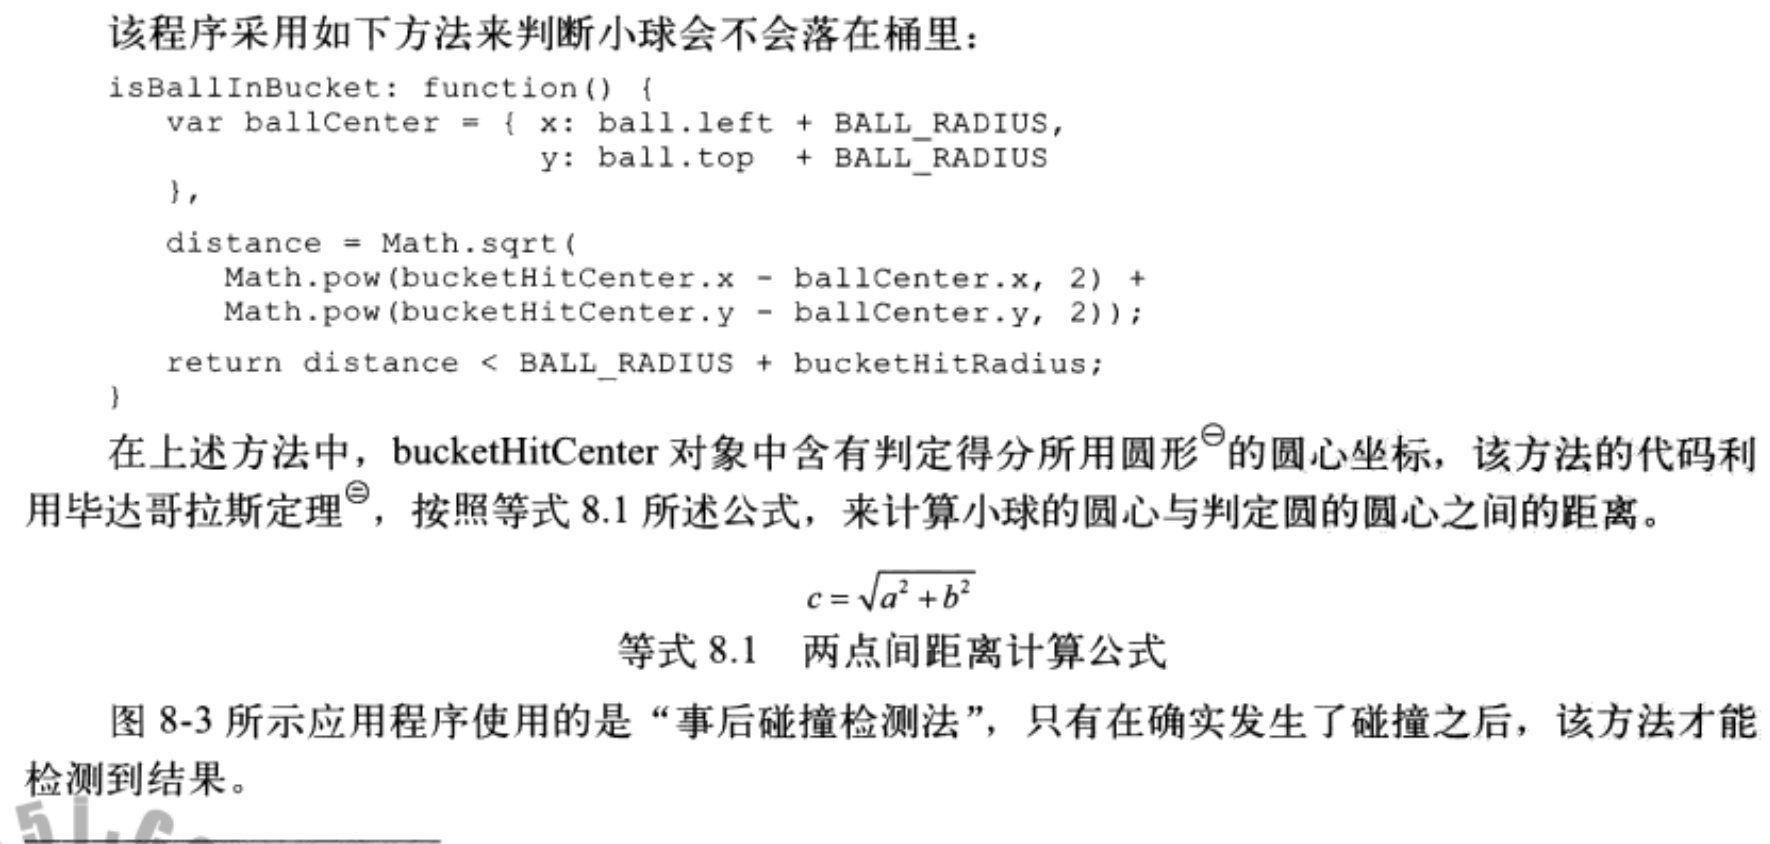 该程序采用如下方法来判断小球会不会落在桶里：
isBallInBucket: function() {
   var ballCenter = { x: ball.left + BALL_RADIUS,
                      y: ball.top  + BALL_RADIUS
   },
   distance = Math.sqrt(
      Math.pow(bucketHitCenter.x - ballCenter.x, 2) +
      Math.pow(bucketHitCenter.y - ballCenter.y, 2));
   return distance < BALL_RADIUS + bucketHitRadius;
}
在上述方法中，bucketHitCenter 对象中含有判定得分所用圆形㊀的圆心坐标，该方法的代码利
用毕达哥拉斯定理㊁，按照等式 8.1 所述公式，来计算小球的圆心与判定圆的圆心之间的距离。
c = √(a² + b²)
等式 8.1　两点间距离计算公式
图 8-3 所示应用程序使用的是“事后碰撞检测法”，只有在确实发生了碰撞之后，该方法才能
检测到结果。